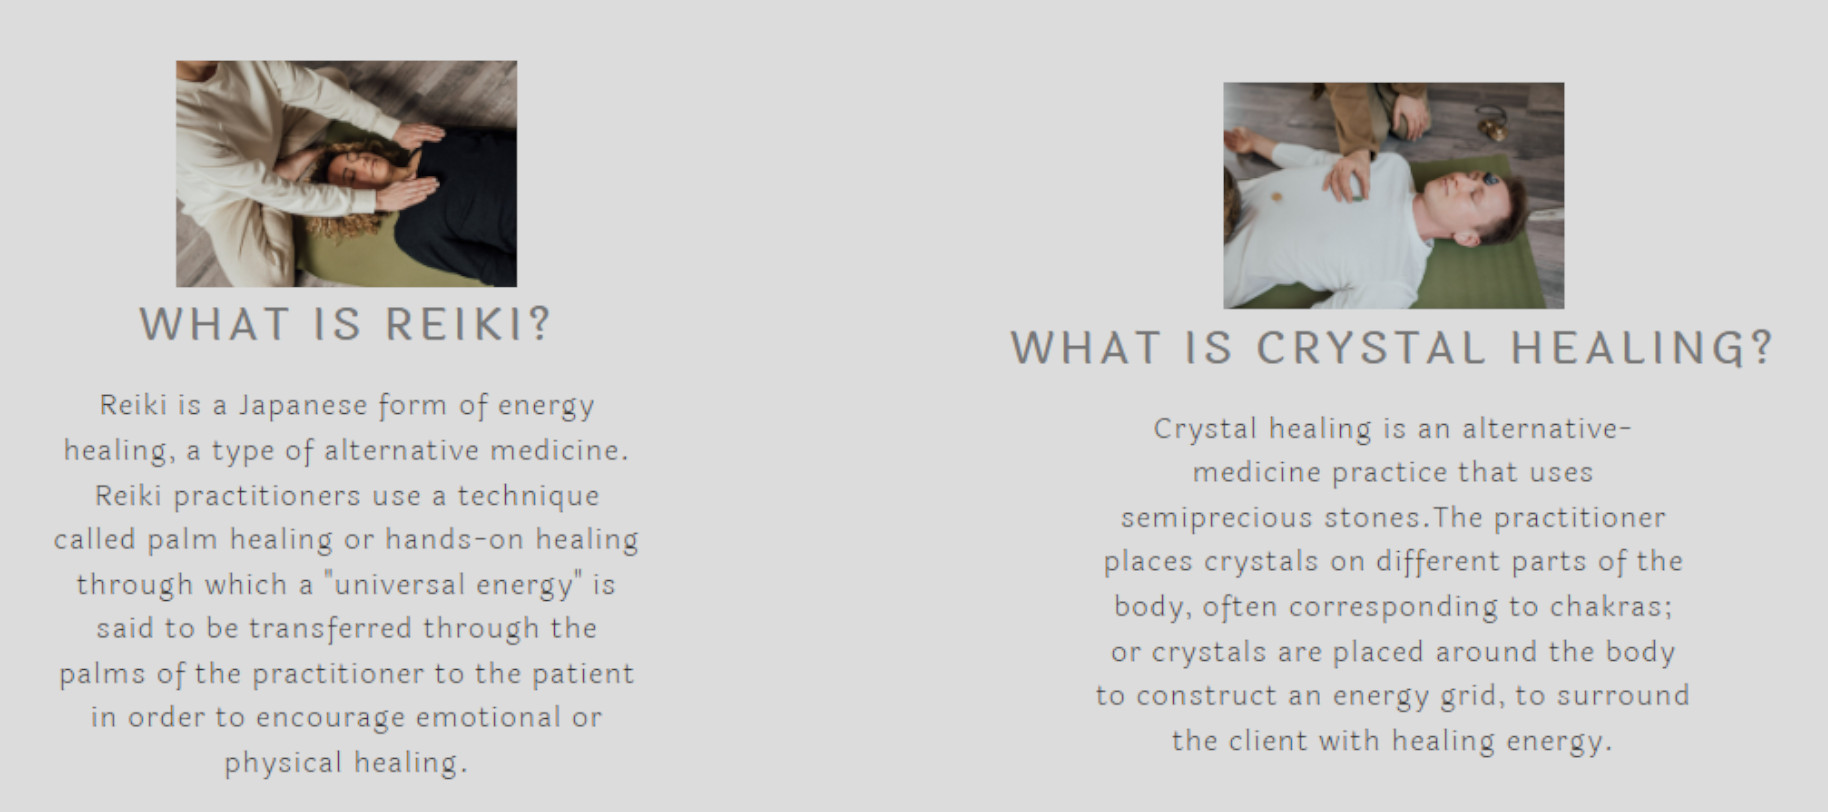 WHAT IS REIKI?
Reiki is a Japanese form of energy
healing, a type of alternative medicine.
Reiki practitioners use a technique
called palm healing or hands-on healing
through which a "universal energy" is
said to be transferred through the
palms of the practitioner to the patient
in order to encourage emotional or
physical healing.
WHAT IS CRYSTAL HEALING?
Crystal healing is an alternative-
medicine practice that uses
semiprecious stones.The practitioner
places crystals on different parts of the
body, often corresponding to chakras;
or crystals are placed around the body
to construct an energy grid, to surround
the client with healing energy.